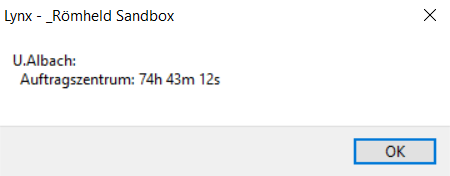 Lynx - _Römheld Sandbox
U.Albach:
Auftragszentrum: 74h 43m 12s
OK